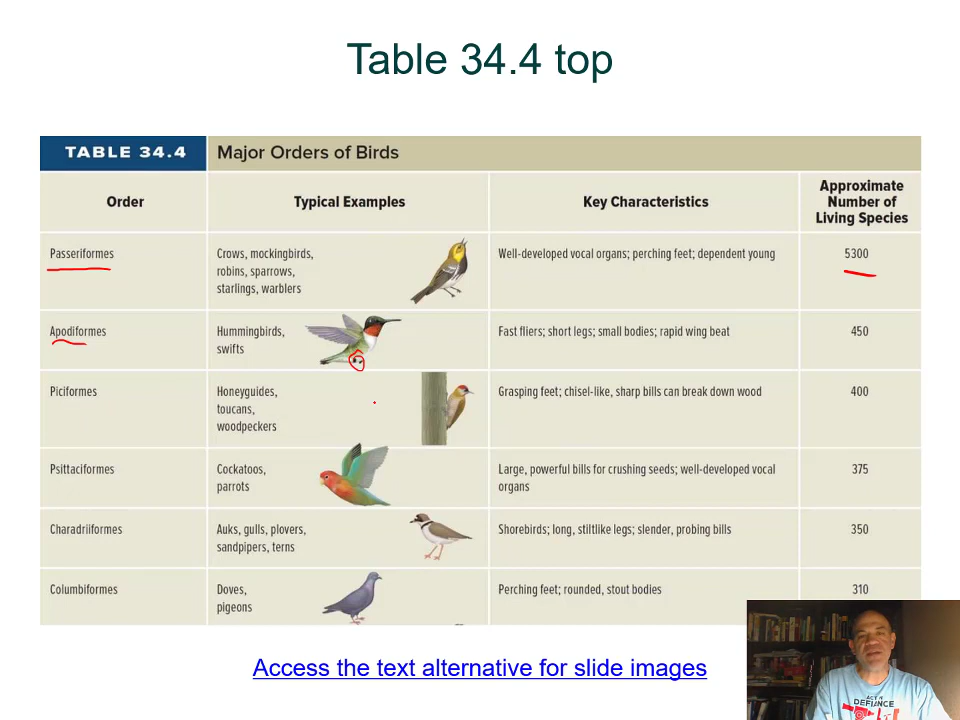 Table 34.4 top
TABLE 34.4
Major Orders of Birds
Order
Typical Examples
Key Characteristics
Approximate
Number of
Living Species
Passeriformes
Crows, mockingbirds,
robins, sparrows,
starlings, warblers
Well-developed vocal organs; perching feet; dependent young
5300
Apodiformes
Hummingbirds,
swifts
Fast fliers; short legs; small bodies; rapid wing beat
450
Piciformes
Honeyguides,
toucans,
woodpeckers
Grasping feet; chisel-like, sharp bills can break down wood
400
Psittaciformes
Cockatoos,
parrots
Large, powerful bills for crushing seeds; well-developed vocal
organs
375
Charadriiformes
Auks, gulls, plovers,
sandpipers, terns
Shorebirds; long, stiltlike legs; slender, probing bills
350
Columbiformes
Doves,
pigeons
Perching feet; rounded, stout bodies
310
Access the text alternative for slide images
DEFIANCE